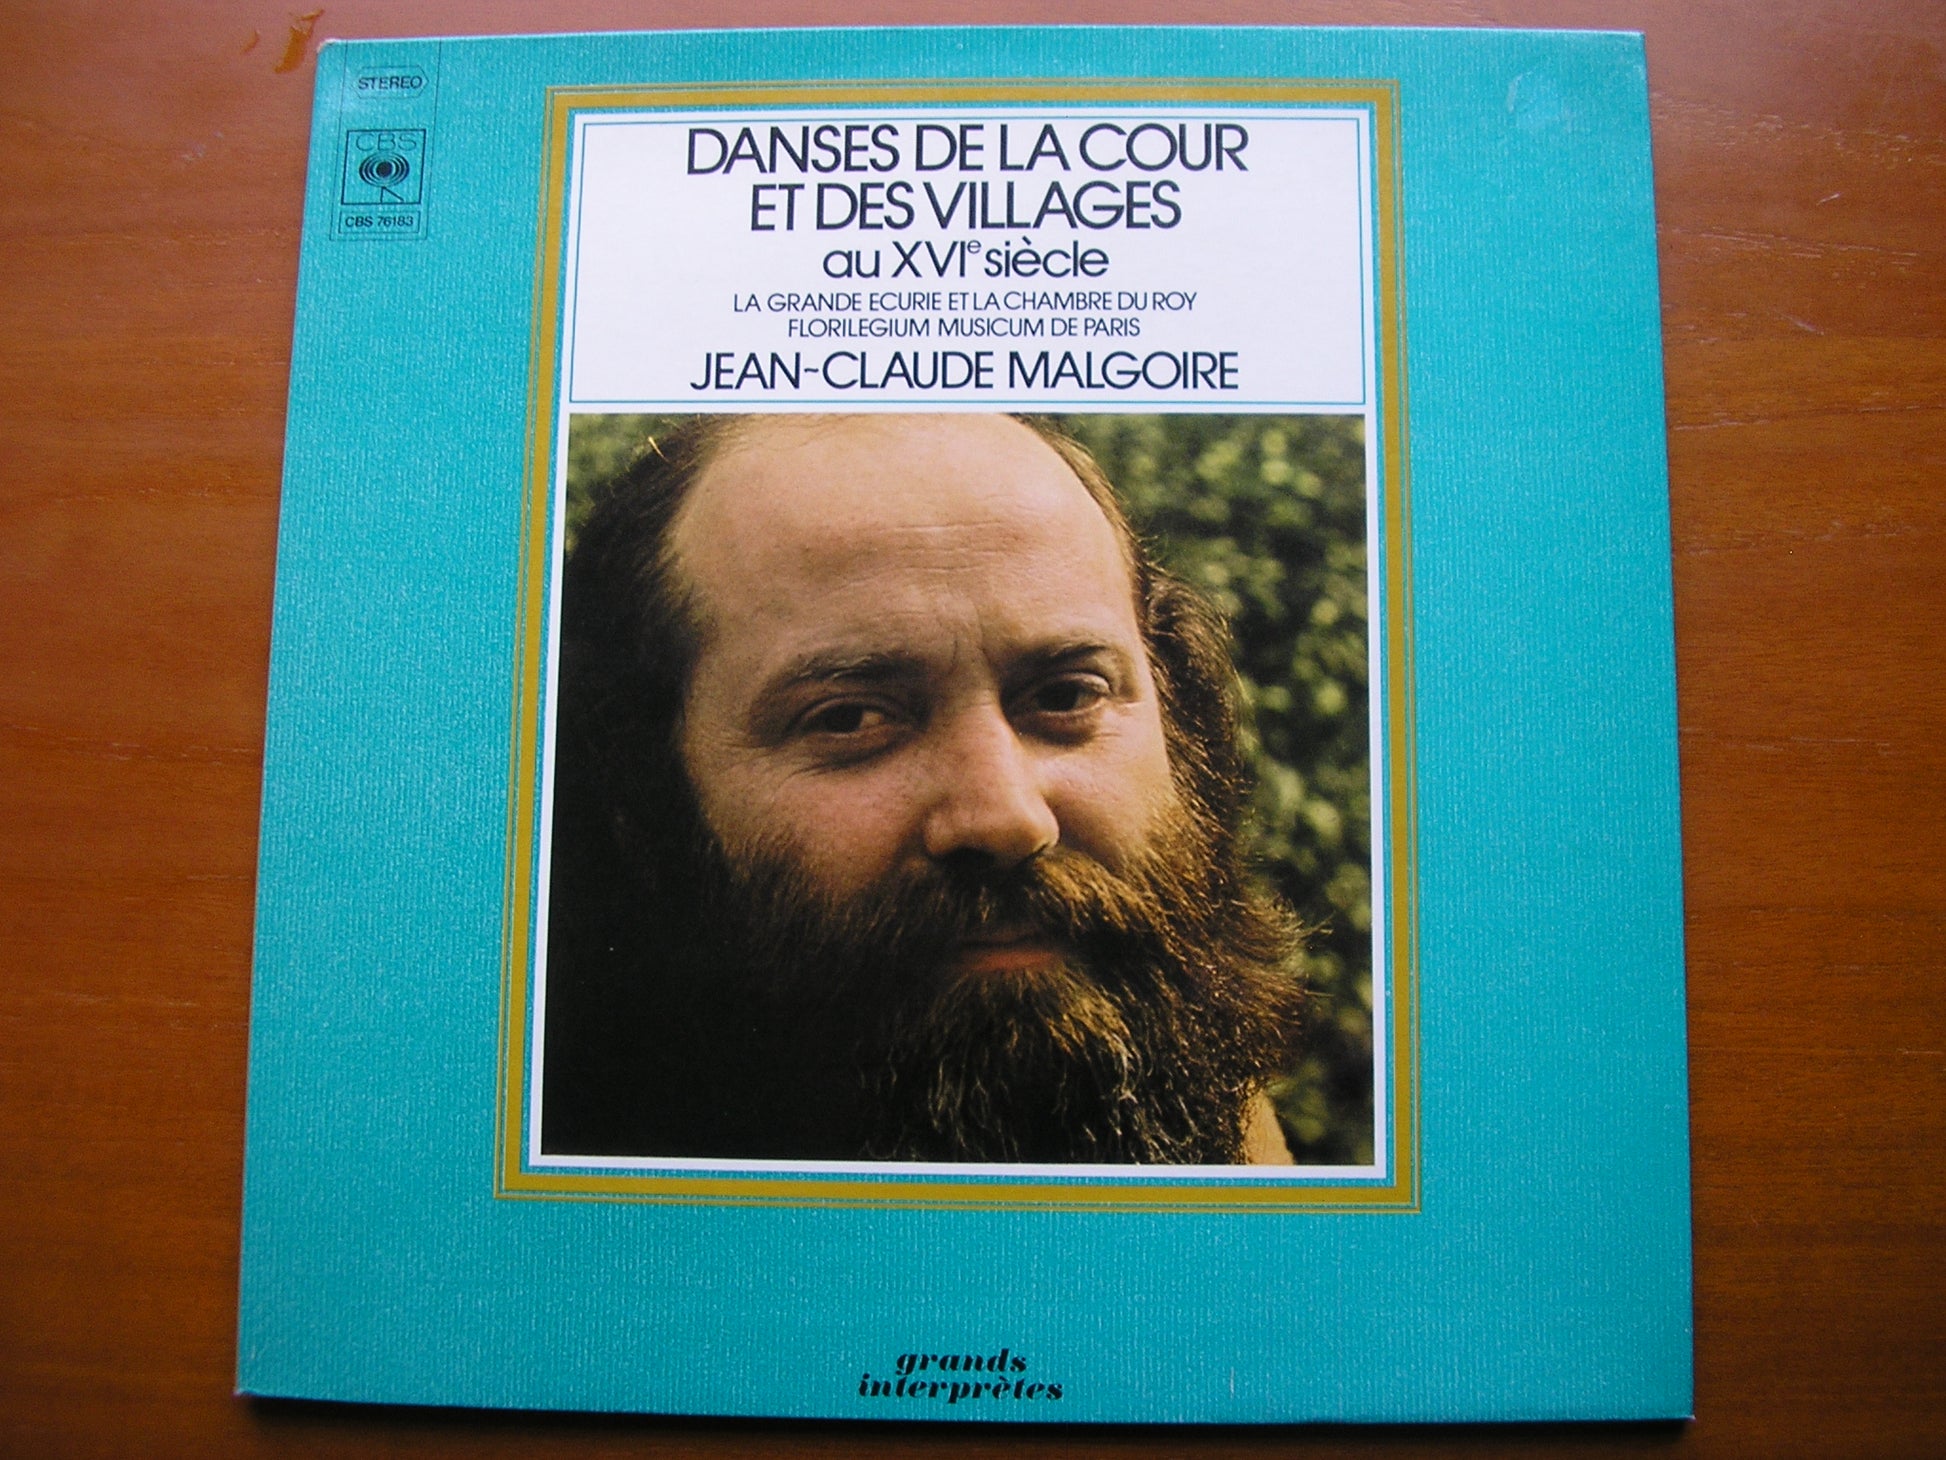 STEREO
CBS
CBS 76183
DANSES DE LA COUR
ET DES VILLAGES
au XVIe siècle
LA GRANDE ECURIE ET LA CHAMBRE DU ROY
FLORILEGIUM MUSICUM DE PARIS
JEAN~CLAUDE MALGOIRE
grands
interprètes